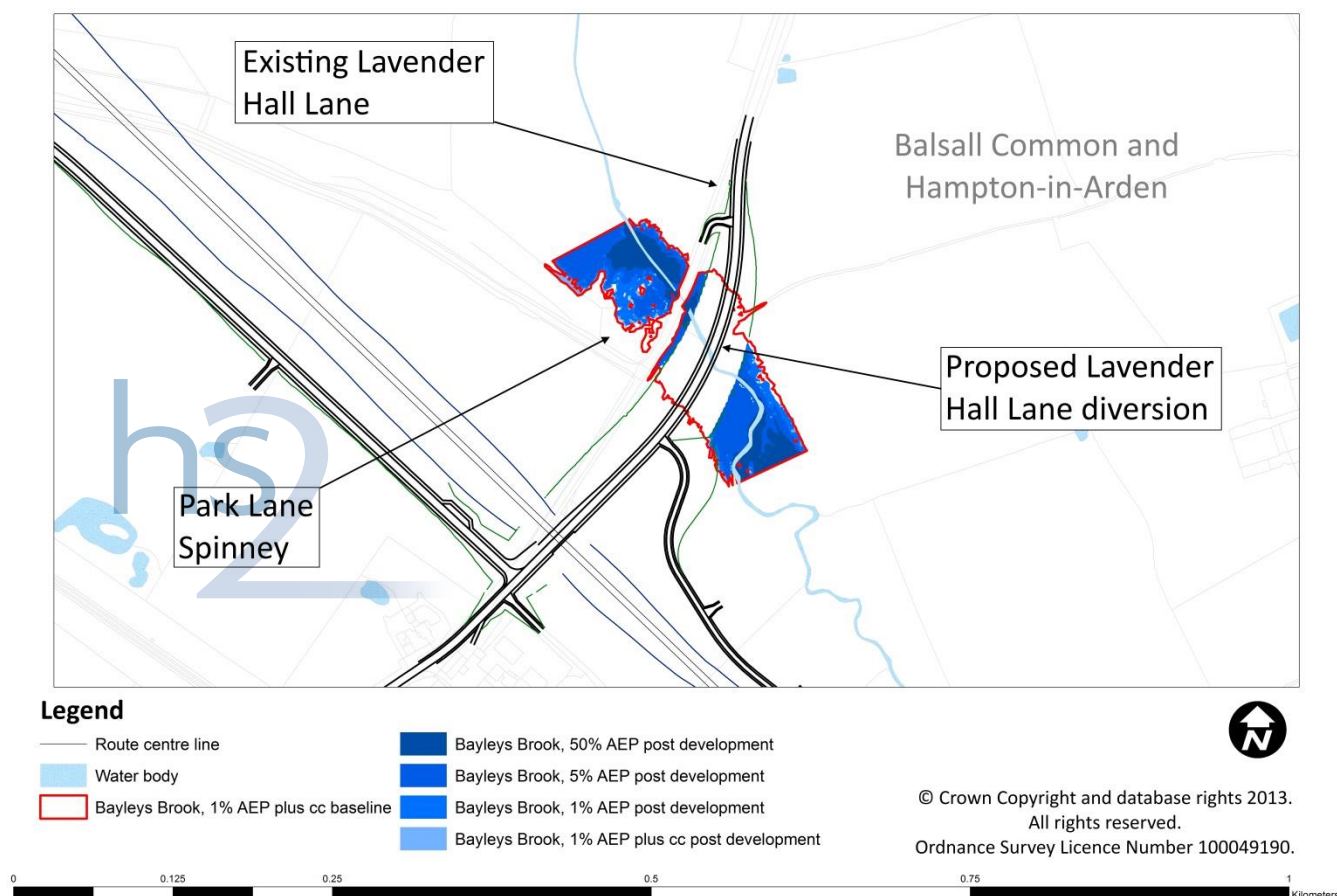 Existing Lavender
Hall Lane
Balsall Common and
Hampton-in-Arden
Proposed Lavender
Hall Lane diversion
hs2
Park Lane
Spinney
Legend
Route centre line
Water body
Bayleys Brook, 1% AEP plus cc baseline
Bayleys Brook, 50% AEP post development
Bayleys Brook, 5% AEP post development
Bayleys Brook, 1% AEP post development
Bayleys Brook, 1% AEP plus cc post development
N
© Crown Copyright and database rights 2013.
All rights reserved.
Ordnance Survey Licence Number 100049190.
0 0.125 0.25 0.5 0.75 1
Kilometers